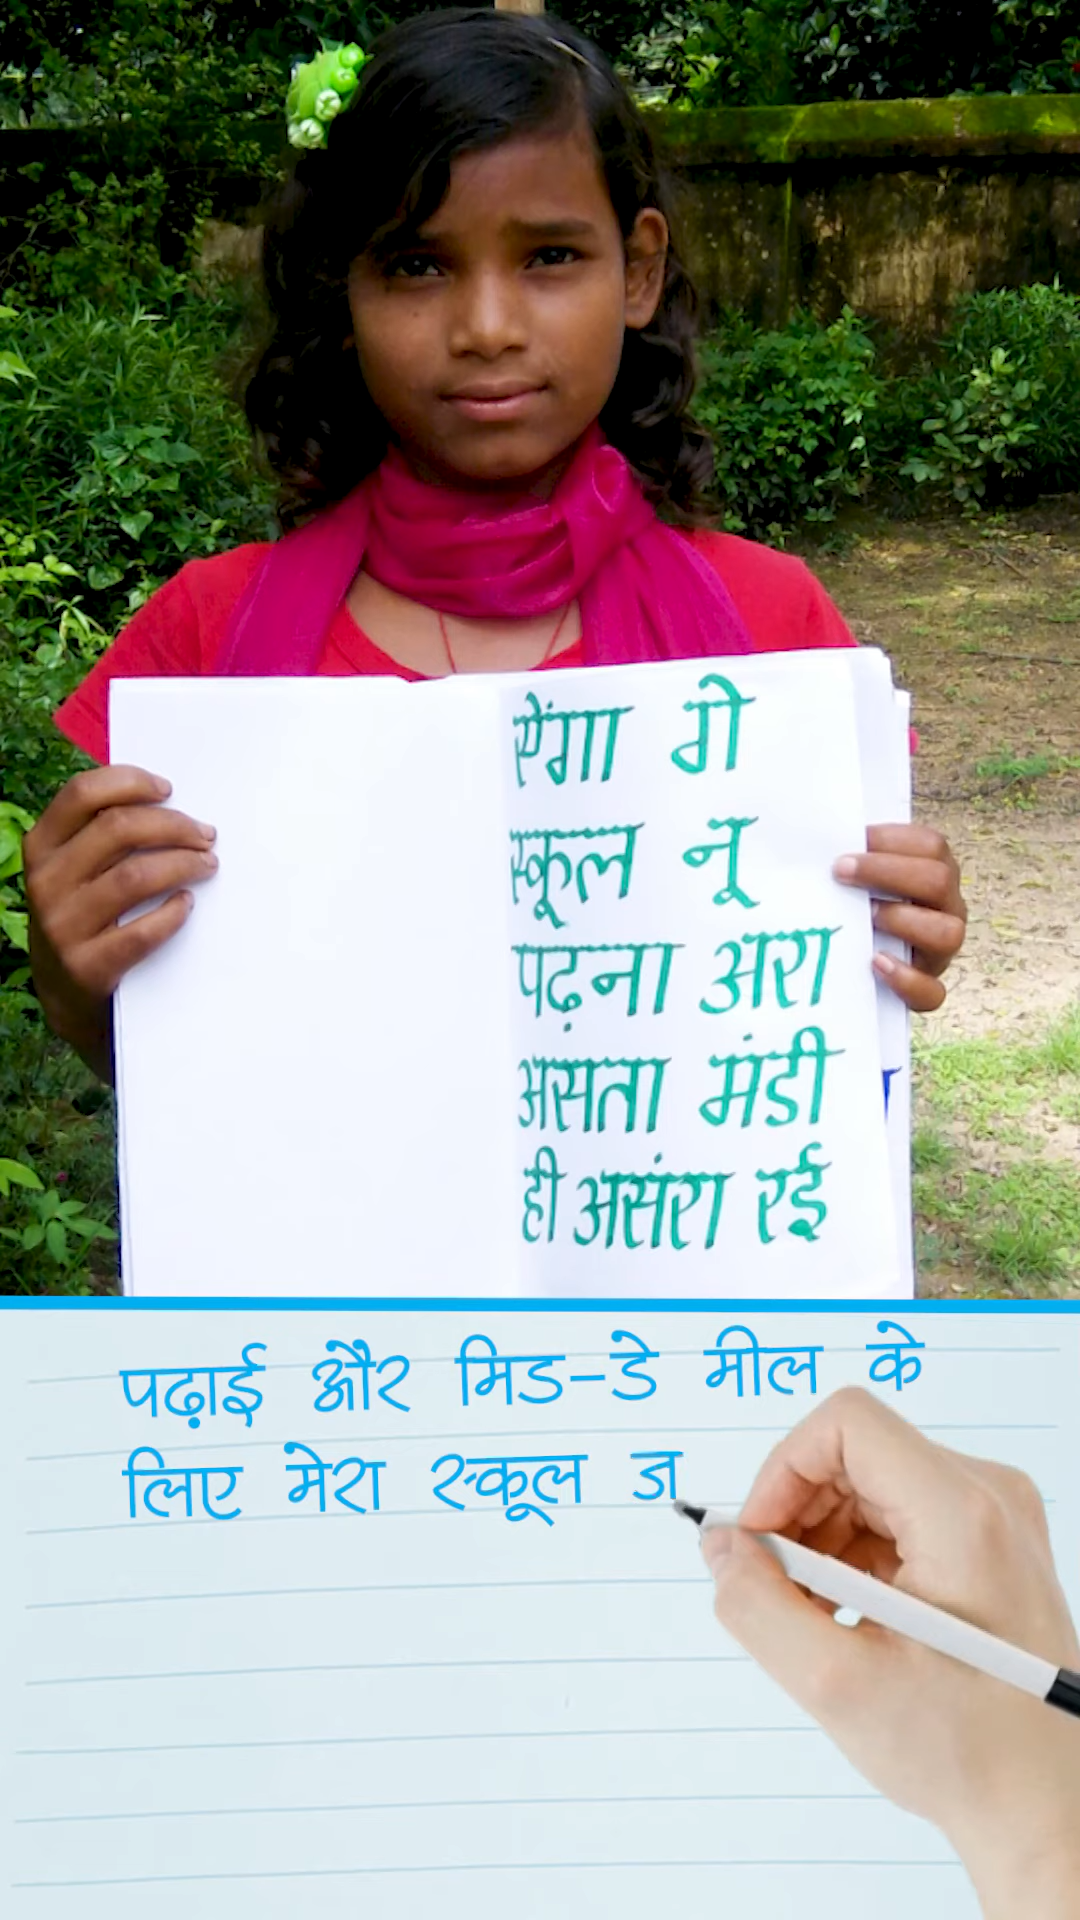 एंगा गे
स्कूल नू
पढ़ना अरा
असता मंडी
ही असंरा रई
पढ़ाई और मिड-डे मील के
लिए मेरा स्कूल ज